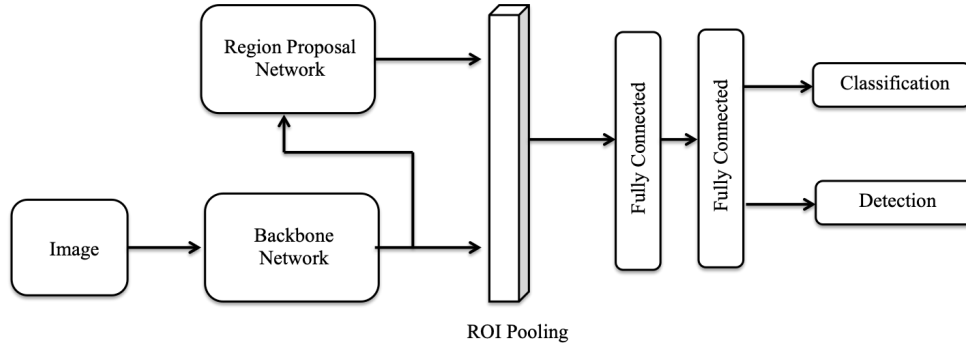 Region Proposal
Network
Image
Backbone
Network
ROI Pooling
Fully Connected
Fully Connected
Classification
Detection